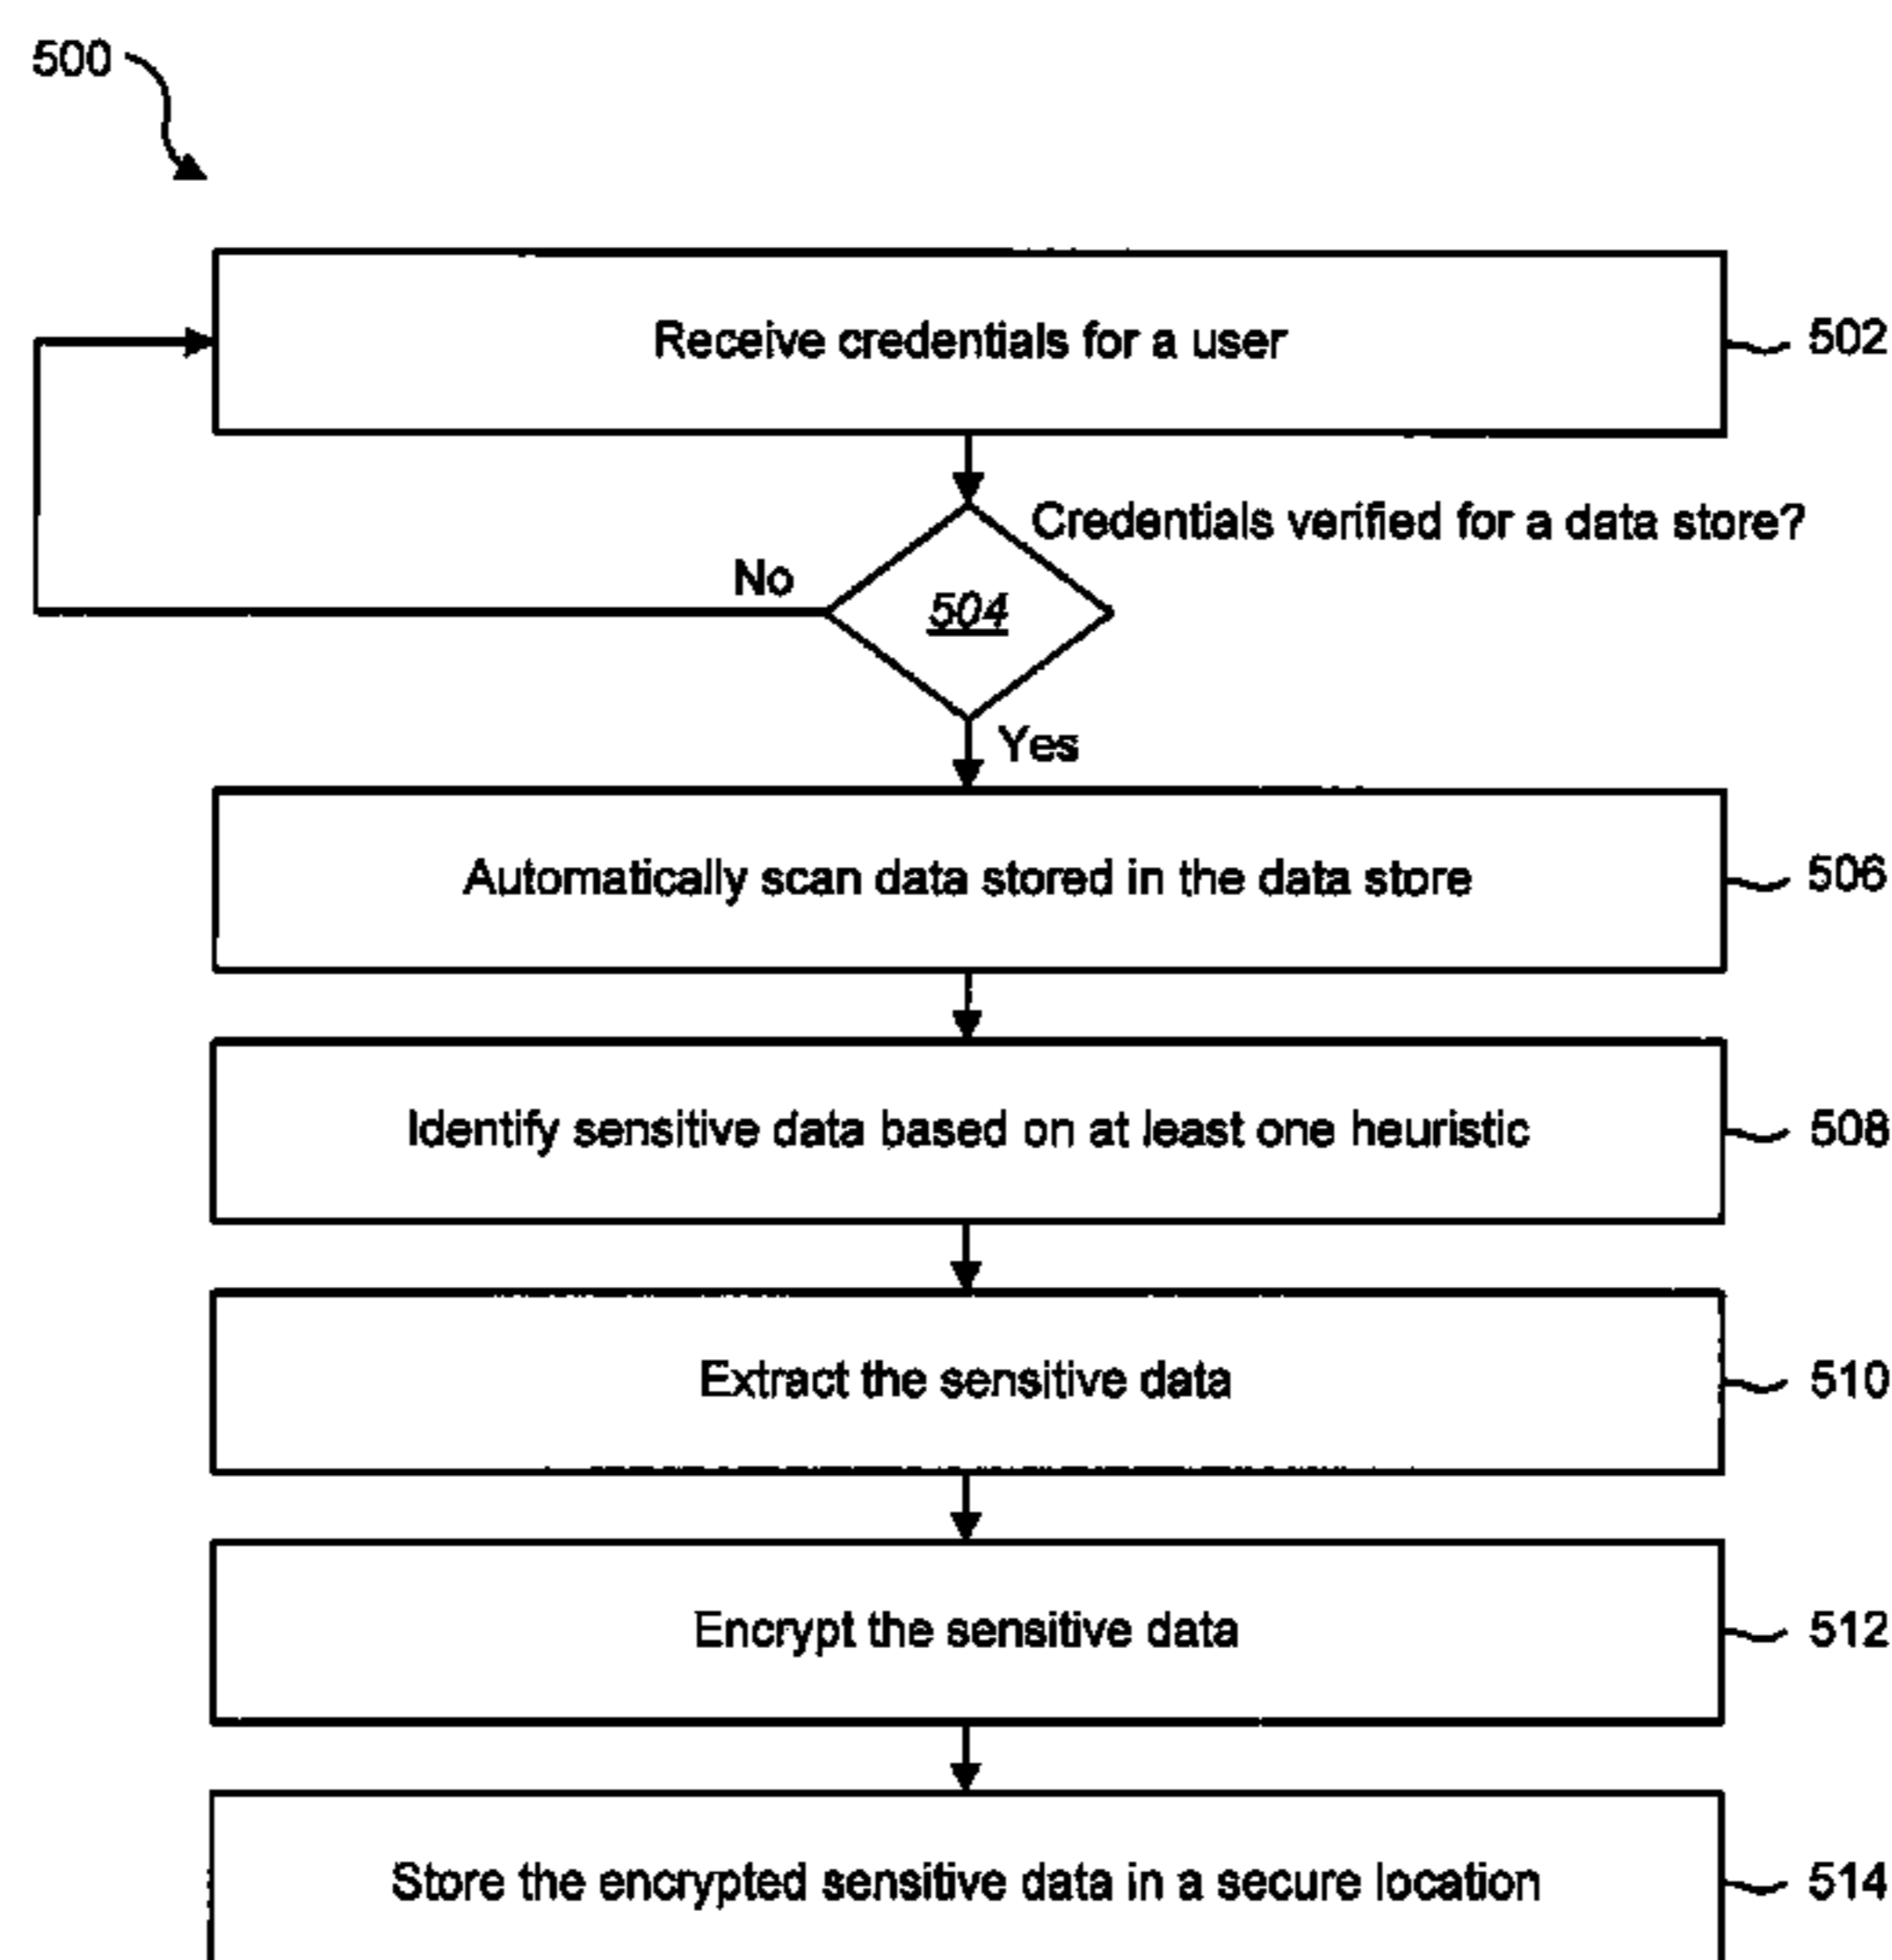 500
Receive credentials for a user
502
Credentials verified for a data store?
No
504
Yes
Automatically scan data stored in the data store
506
Identify sensitive data based on at least one heuristic
508
Extract the sensitive data
510
Encrypt the sensitive data
512
Store the encrypted sensitive data in a secure location
514